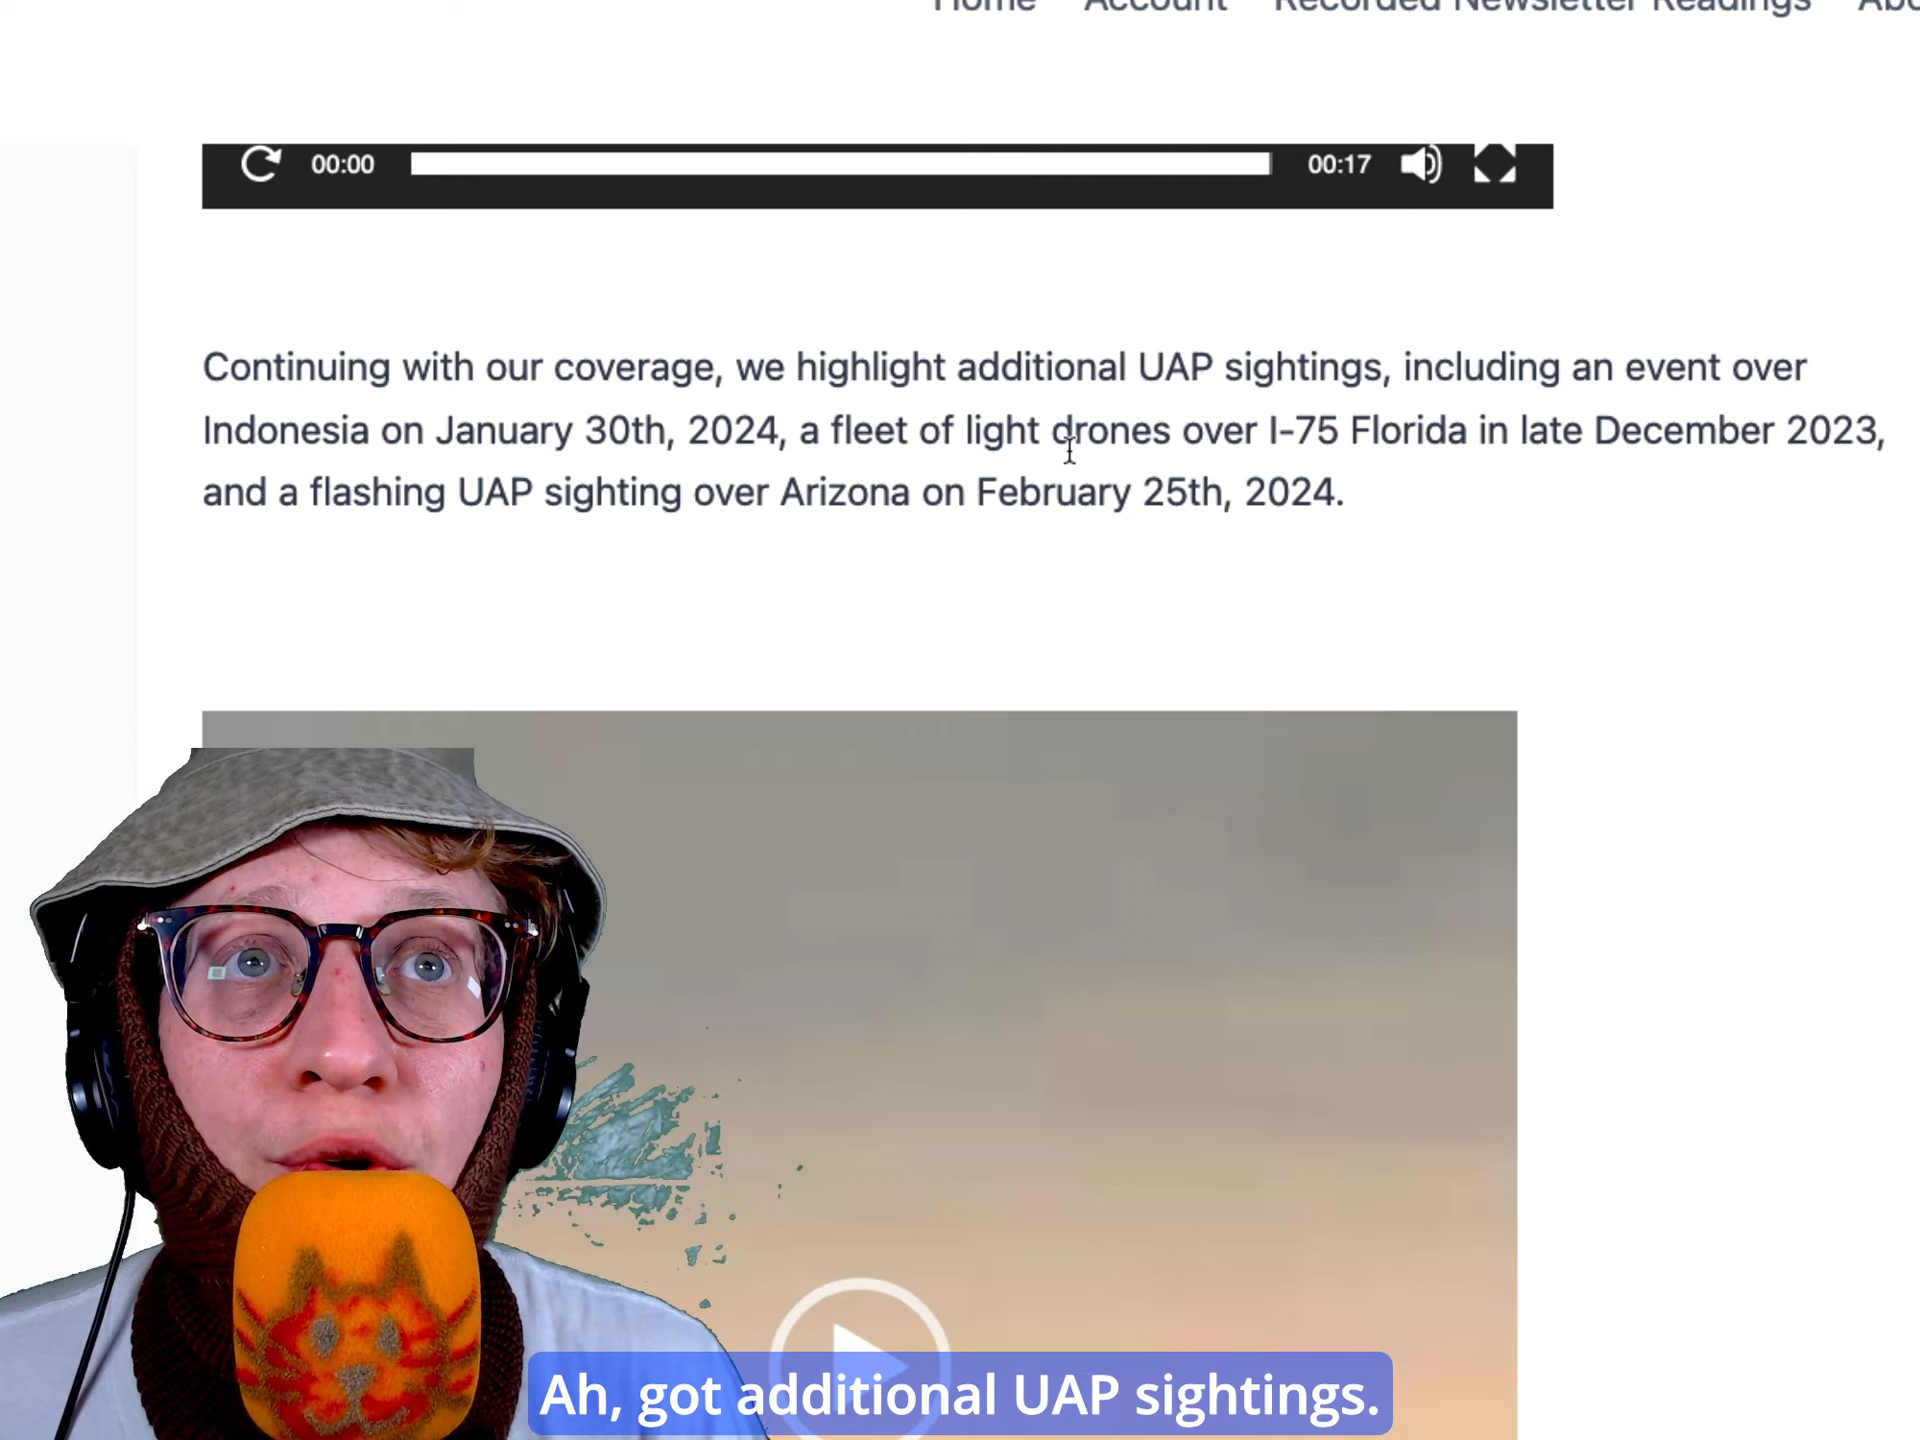 Home Account Recorded Newsletter Readings
00:00 00:17
Continuing with our coverage, we highlight additional UAP sightings, including an event over
Indonesia on January 30th, 2024, a fleet of light drones over I-75 Florida in late December 2023,
and a flashing UAP sighting over Arizona on February 25th, 2024.
Ah, got additional UAP sightings.